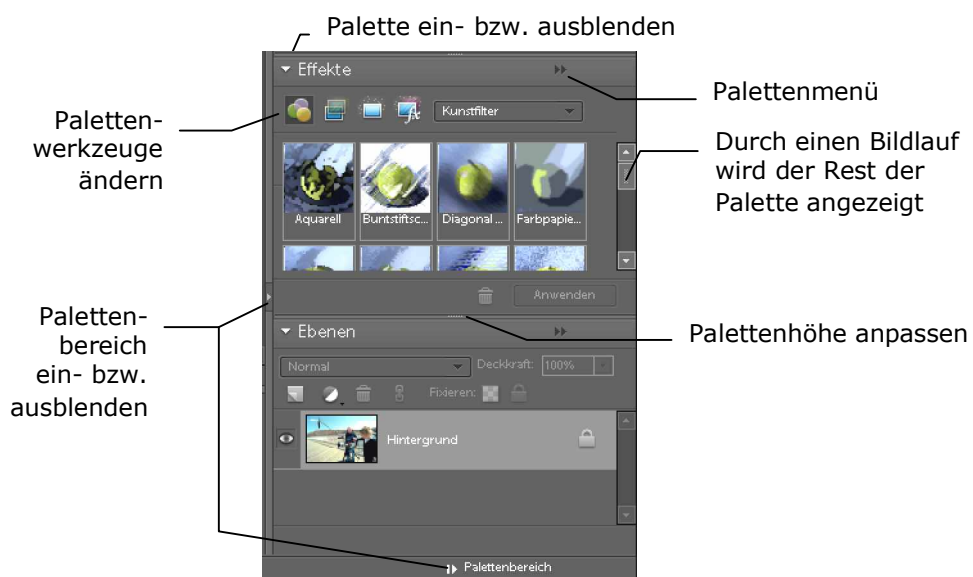 Palette ein- bzw. ausblenden
Effekte
Palettenmenü
Paletten-
werkzeuge
ändern
Kunstfilter
Durch einen Bildlauf
wird der Rest der
Palette angezeigt
Aquarell
Buntstiftsc...
Diagonal ...
Farbpapie...
Anwenden
Paletten-
bereich
ein- bzw.
ausblenden
Ebenen
Palettenhöhe anpassen
Normal
Deckkraft: 100%
Fixieren:
Hintergrund
Palettenbereich